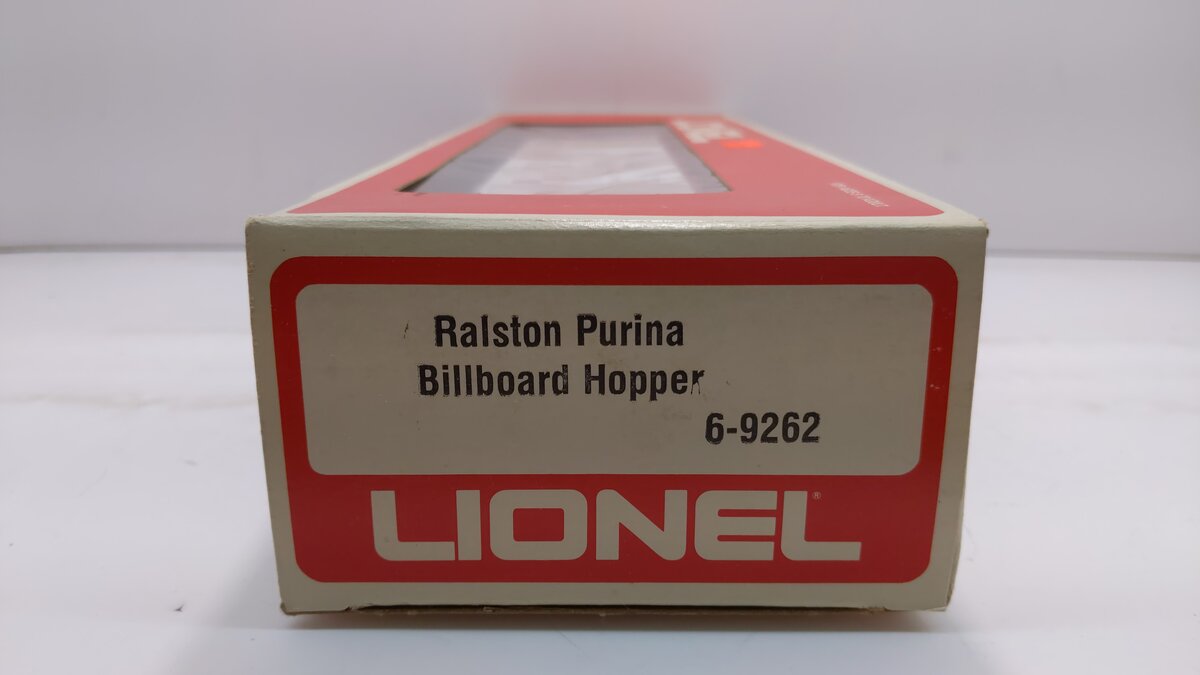 Ralston Purina
Billboard Hopper
6-9262
LIONEL®